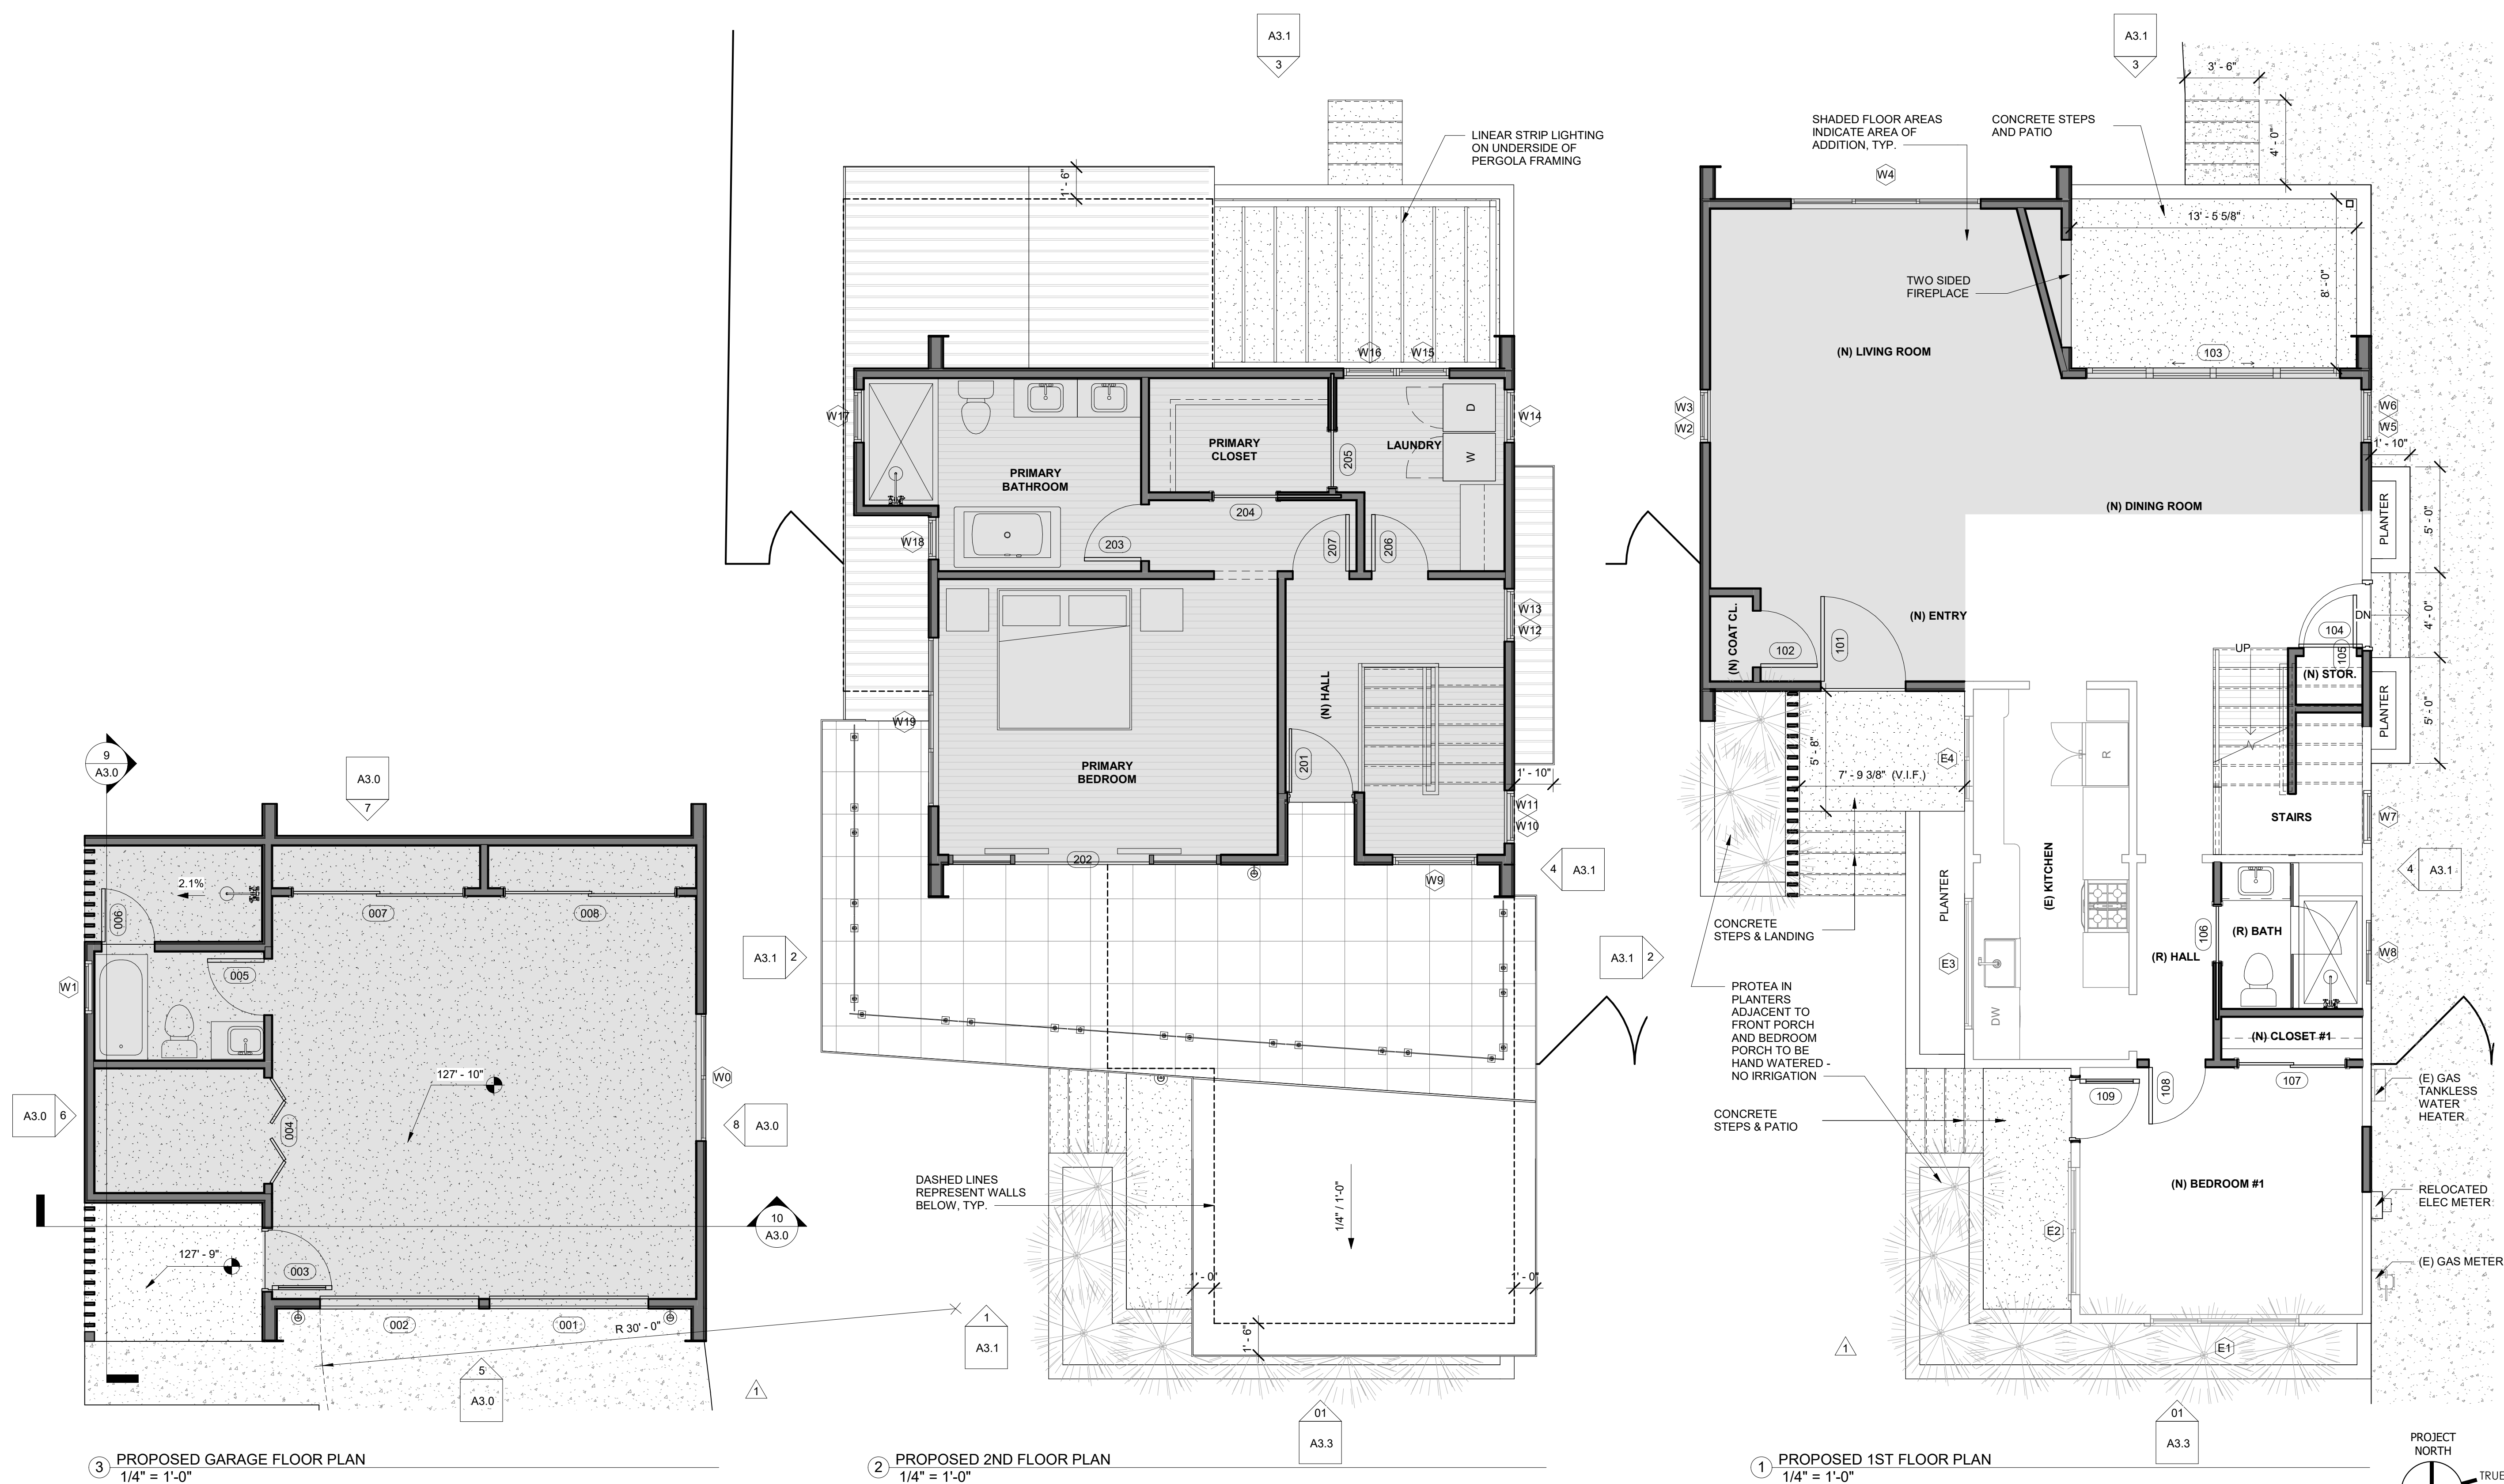 A3.1
3
A3.1
3
3' - 6"
4' - 0"
LINEAR STRIP LIGHTING
ON UNDERSIDE OF
PERGOLA FRAMING
SHADED FLOOR AREAS
INDICATE AREA OF
ADDITION, TYP.
CONCRETE STEPS
AND PATIO
1' - 6"
W4
13' - 5 5/8"
8' - 0"
TWO SIDED
FIREPLACE
(N) LIVING ROOM
103
W16
W15
W17
W14
D
W
LAUNDRY
PRIMARY
CLOSET
205
PRIMARY
BATHROOM
204
W18
203
207
206
W13
W12
(N) HALL
W19
PRIMARY
BEDROOM
201
1' - 10"
W11
W10
202
W9
4
A3.1
A3.1
2
DASHED LINES
REPRESENT WALLS
BELOW, TYP.
1/4" / 1'-0"
1' - 0"
1' - 0"
1' - 6"
1
A3.1
01
A3.3
W3
W2
W6
W5
1' - 10"
(N) DINING ROOM
PLANTER
5' - 0"
(N) COAT CL.
102
101
(N) ENTRY
DN
4' - 0"
104
105
UP
(N) STOR.
PLANTER
5' - 0"
5' - 8"
7' - 9 3/8" (V.I.F.)
E4
R
STAIRS
W7
(E) KITCHEN
PLANTER
CONCRETE
STEPS & LANDING
4
A3.1
106
(R) BATH
(R) HALL
W8
A3.1
2
E3
DW
PROTEA IN
PLANTERS
ADJACENT TO
FRONT PORCH
AND BEDROOM
PORCH TO BE
HAND WATERED -
NO IRRIGATION
(N) CLOSET #1
107
108
109
(E) GAS
TANKLESS
WATER
HEATER
CONCRETE
STEPS & PATIO
(N) BEDROOM #1
RELOCATED
ELEC METER
E2
(E) GAS METER
E1
1
01
A3.3
9
A3.0
A3.0
7
2.1%
006
007
008
005
W1
127' - 10"
W0
A3.0
6
004
8
A3.0
10
A3.0
127' - 9"
003
002
001
R 30' - 0"
5
A3.0
1
3
PROPOSED GARAGE FLOOR PLAN
1/4" = 1'-0"
2
PROPOSED 2ND FLOOR PLAN
1/4" = 1'-0"
1
PROPOSED 1ST FLOOR PLAN
1/4" = 1'-0"
PROJECT
NORTH
TRUE